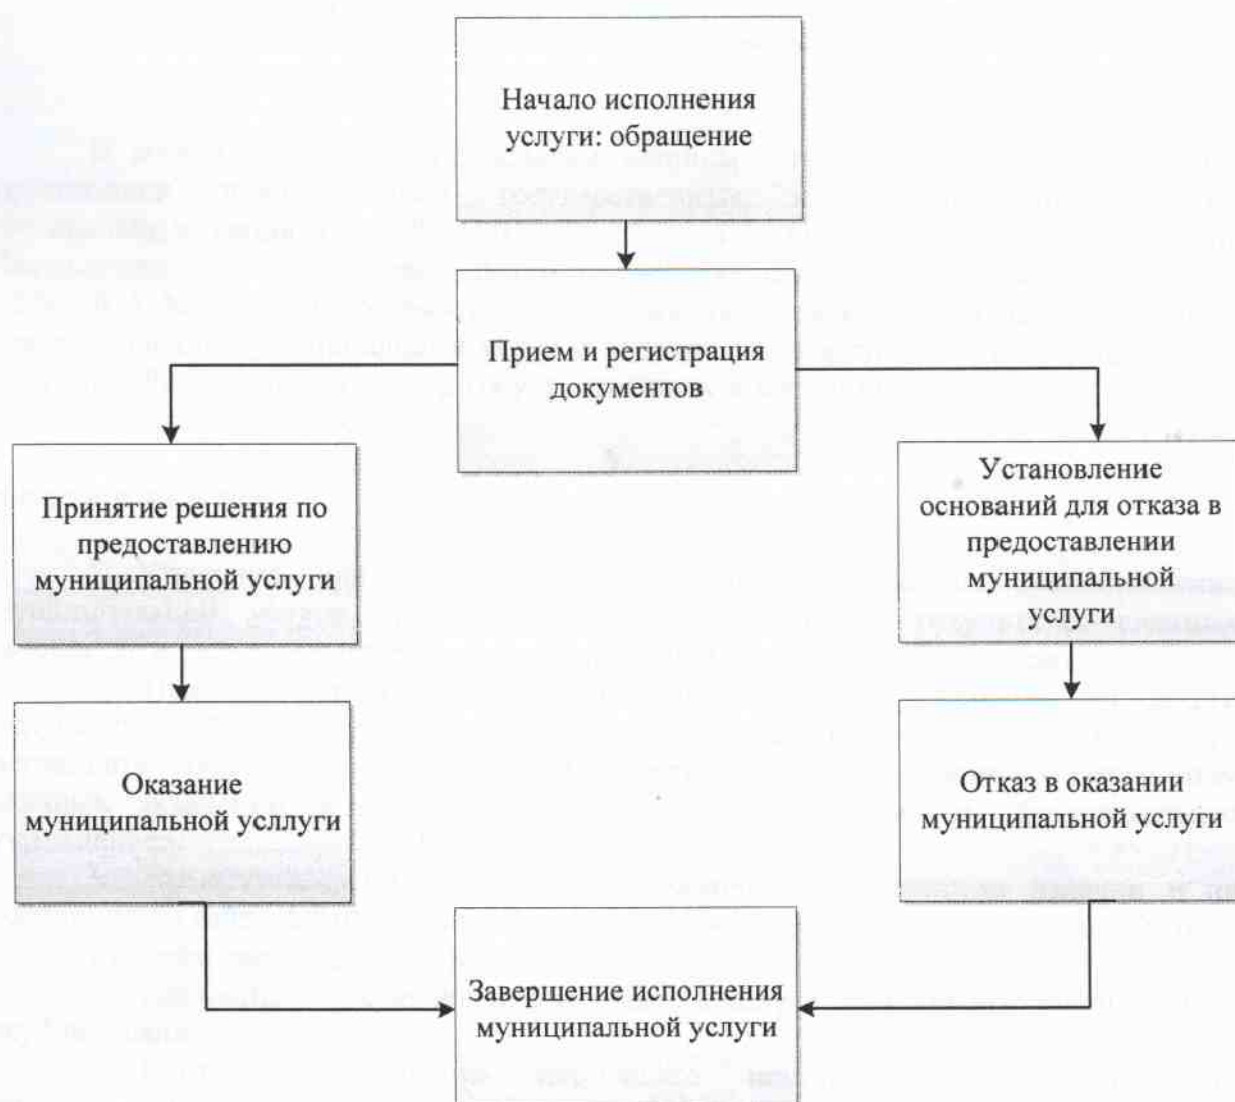 Начало исполнения
услуги: обращение
Прием и регистрация
документов
Принятие решения по
предоставлению
муниципальной услуги
Установление
оснований для отказа в
предоставлении
муниципальной
услуги
Оказание
муниципальной усллуги
Отказ в оказании
муниципальной услуги
Завершение исполнения
муниципальной услуги